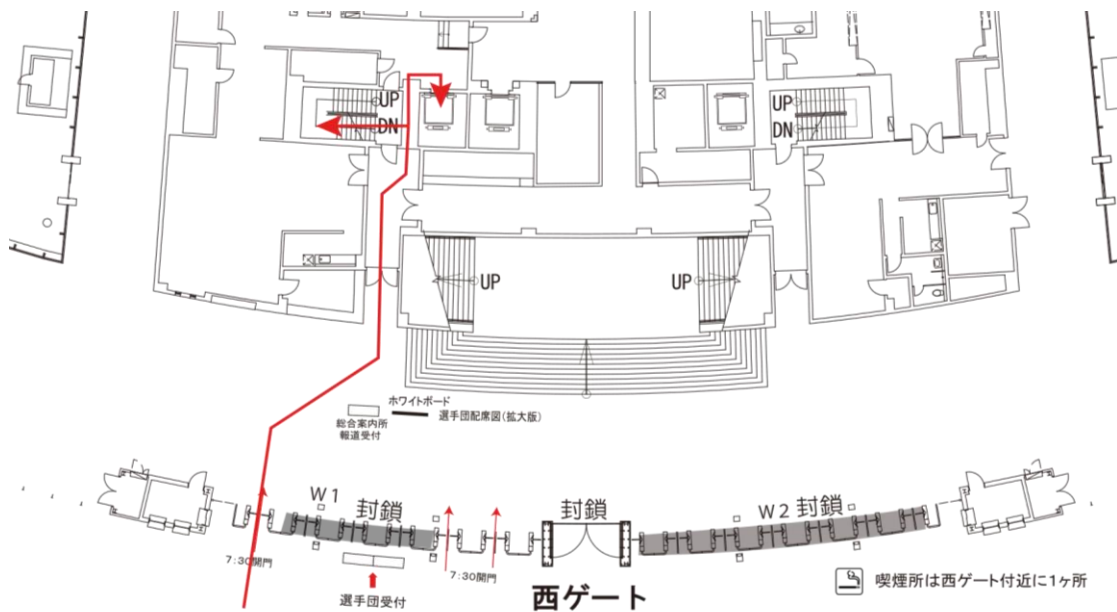 UP
DN
UP
DN
UP
UP
ホワイトボード
選手団配席図(拡大版)
総合案内所
報道受付
W1
封鎖
封鎖
W2 封鎖
7:30開門
7:30開門
選手団受付
西ゲート
喫煙所は西ゲート付近に1ヶ所